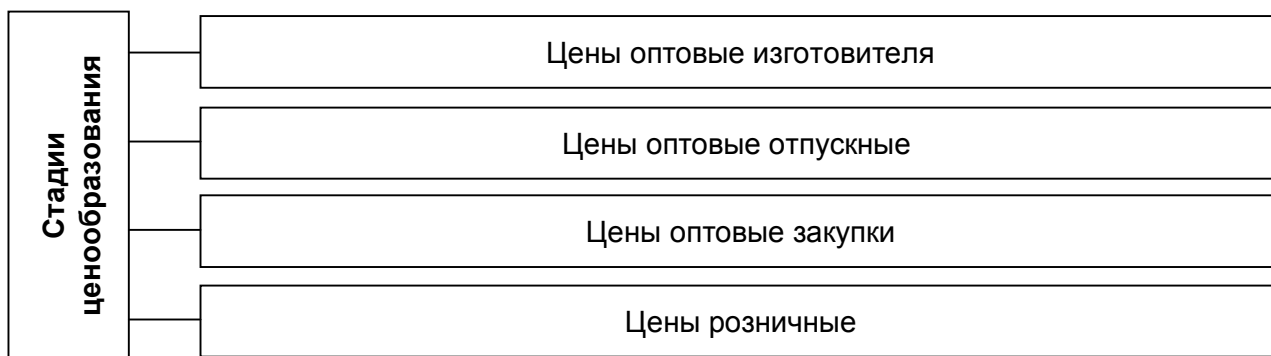 Стадии
ценообразования
Цены оптовые изготовителя
Цены оптовые отпускные
Цены оптовые закупки
Цены розничные